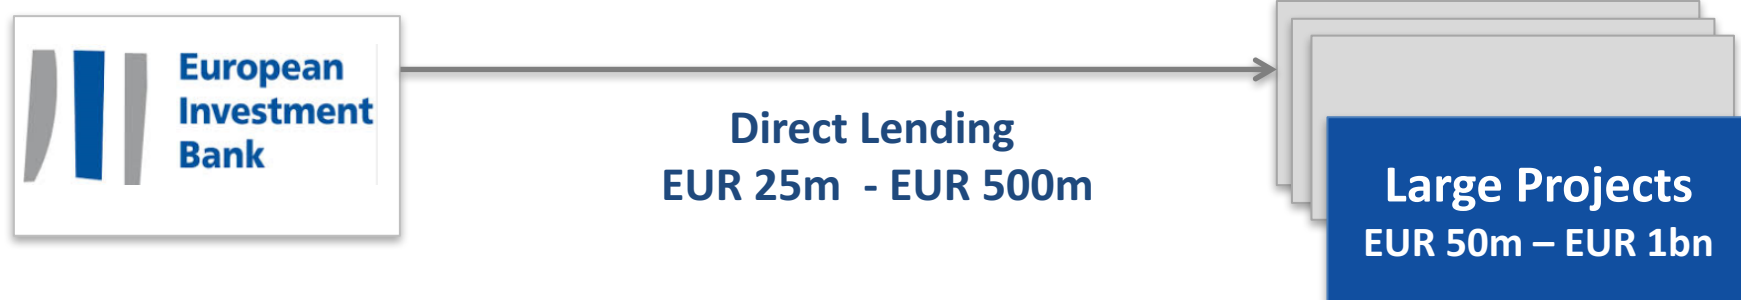 European
Investment
Bank
Direct Lending
EUR 25m  - EUR 500m
Large Projects
EUR 50m – EUR 1bn